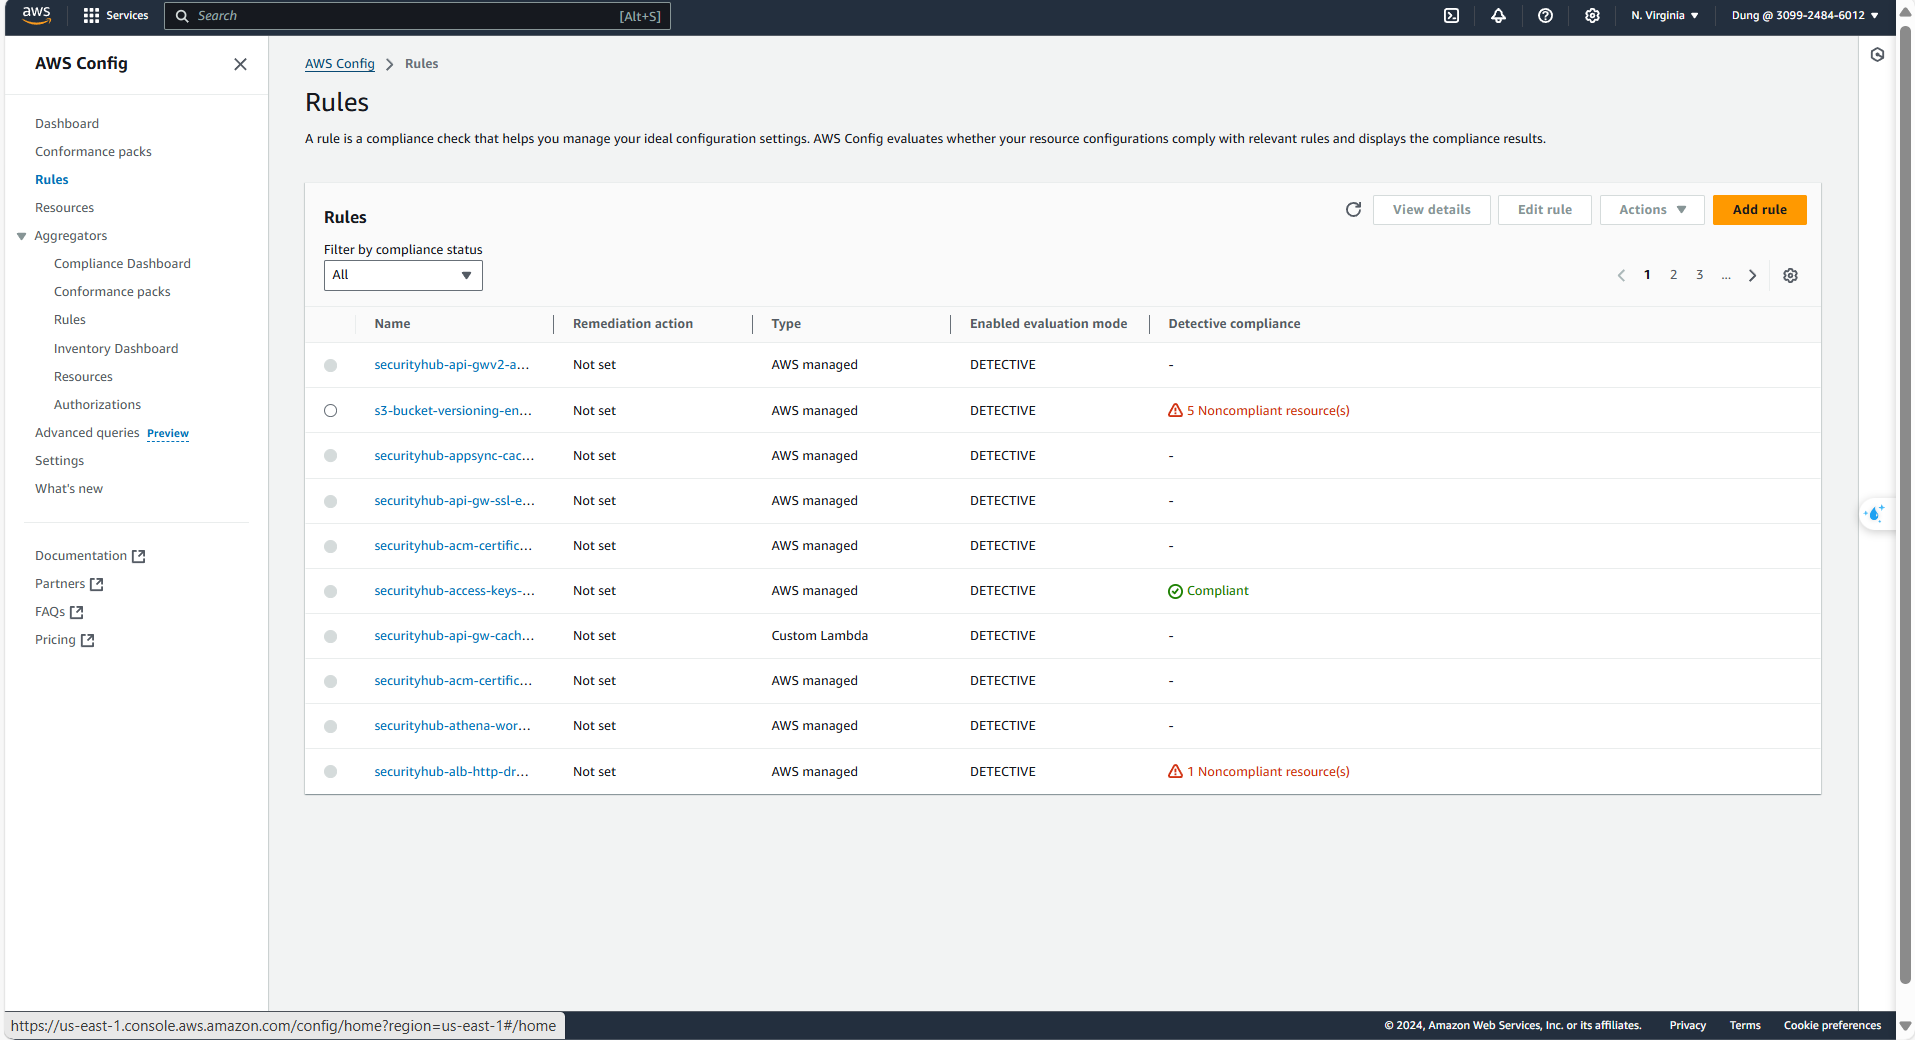 aws
Services
Search
[Alt+S]
N. Virginia ▼
Dung @ 3099-2484-6012 ▼
AWS Config
Dashboard
Conformance packs
Rules
Resources
Aggregators
Compliance Dashboard
Conformance packs
Rules
Inventory Dashboard
Resources
Authorizations
Advanced queries Preview
Settings
What's new
Documentation
Partners
FAQs
Pricing
AWS Config > Rules
Rules
A rule is a compliance check that helps you manage your ideal configuration settings. AWS Config evaluates whether your resource configurations comply with relevant rules and displays the compliance results.
Rules
View details
Edit rule
Actions ▼
Add rule
Filter by compliance status
All
1 2 3 ...
Name Remediation action Type Enabled evaluation mode Detective compliance
securityhub-api-gwv2-a... Not set AWS managed DETECTIVE -
s3-bucket-versioning-en... Not set AWS managed DETECTIVE 5 Noncompliant resource(s)
securityhub-appsync-cac... Not set AWS managed DETECTIVE -
securityhub-api-gw-ssl-e... Not set AWS managed DETECTIVE -
securityhub-acm-certific... Not set AWS managed DETECTIVE -
securityhub-access-keys-... Not set AWS managed DETECTIVE Compliant
securityhub-api-gw-cach... Not set Custom Lambda DETECTIVE -
securityhub-acm-certific... Not set AWS managed DETECTIVE -
securityhub-athena-wor... Not set AWS managed DETECTIVE -
securityhub-alb-http-dr... Not set AWS managed DETECTIVE 1 Noncompliant resource(s)
https://us-east-1.console.aws.amazon.com/config/home?region=us-east-1#/home
© 2024, Amazon Web Services, Inc. or its affiliates.
Privacy
Terms
Cookie preferences